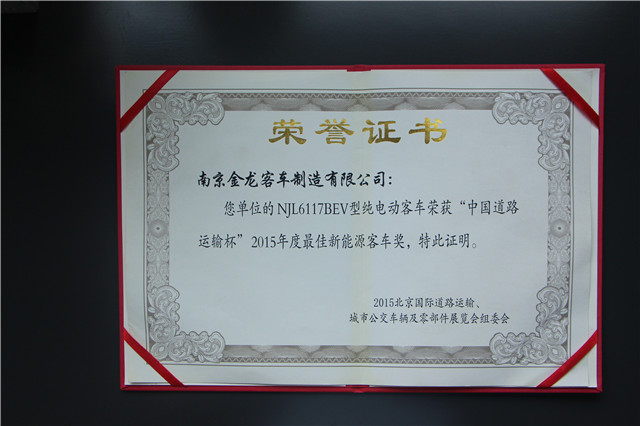 荣誉证书
南京金龙客车制造有限公司：
您单位的NJL6117BEV型纯电动客车荣获“中国道路
运输杯”2015年度最佳新能源客车奖，特此证明。
2015北京国际道路运输、
城市公交车辆及零部件展览会组委会